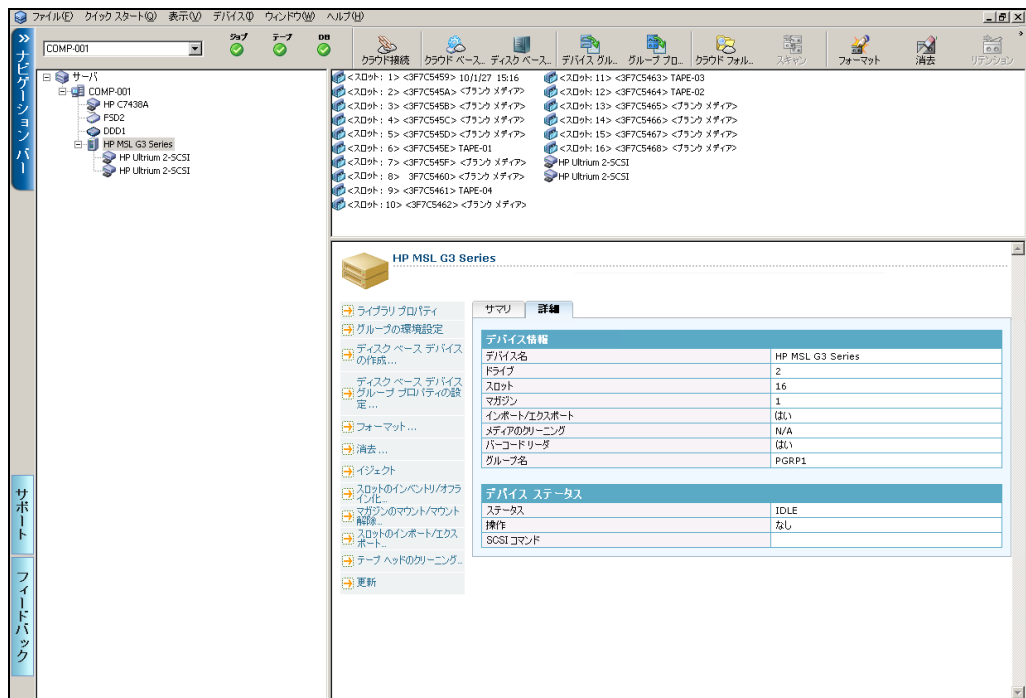 ファイル(F) クイック スタート(Q) 表示(V) デバイス(I) ウィンドウ(W) ヘルプ(H)
COMP-001
ジョブ テープ DB
クラウド接続 クラウド ベース... ディスク ベース... デバイス グル... グループ プロ... クラウド フォル... スキャン フォーマット 消去 リテンション
ナビゲーション バー
サポート
フィードバック
サーバ
COMP-001
HP C7438A
FSD2
DDD1
HP MSL G3 Series
HP Ultrium 2-SCSI
HP Ultrium 2-SCSI
<スロット: 1> <3F7C5459> 10/1/27 15:16
<スロット: 2> <3F7C545A> <ブランク メディア>
<スロット: 3> <3F7C545B> <ブランク メディア>
<スロット: 4> <3F7C545C> <ブランク メディア>
<スロット: 5> <3F7C545D> <ブランク メディア>
<スロット: 6> <3F7C545E> TAPE-01
<スロット: 7> <3F7C545F> <ブランク メディア>
<スロット: 8> 3F7C5460> <ブランク メディア>
<スロット: 9> <3F7C5461> TAPE-04
<スロット: 10> <3F7C5462> <ブランク メディア>
<スロット: 11> <3F7C5463> TAPE-03
<スロット: 12> <3F7C5464> TAPE-02
<スロット: 13> <3F7C5465> <ブランク メディア>
<スロット: 14> <3F7C5466> <ブランク メディア>
<スロット: 15> <3F7C5467> <ブランク メディア>
<スロット: 16> <3F7C5468> <ブランク メディア>
HP Ultrium 2-SCSI
HP Ultrium 2-SCSI
HP MSL G3 Series
ライブラリ プロパティ
グループの環境設定
ディスク ベース デバイス
の作成...
ディスク ベース デバイス
グループ プロパティの設
定...
フォーマット...
消去...
イジェクト
スロットのインベントリ/オフラ
イン化...
マガジンのマウント/マウント
解除...
スロットのインポート/エクス
ポート...
テープ ヘッドのクリーニング...
更新
サマリ 詳細
デバイス情報
デバイス名 HP MSL G3 Series
ドライブ 2
スロット 16
マガジン 1
インポート/エクスポート はい
メディアのクリーニング N/A
バーコード リーダ はい
グループ名 PGRP1
デバイス ステータス
ステータス IDLE
操作 なし
SCSI コマンド